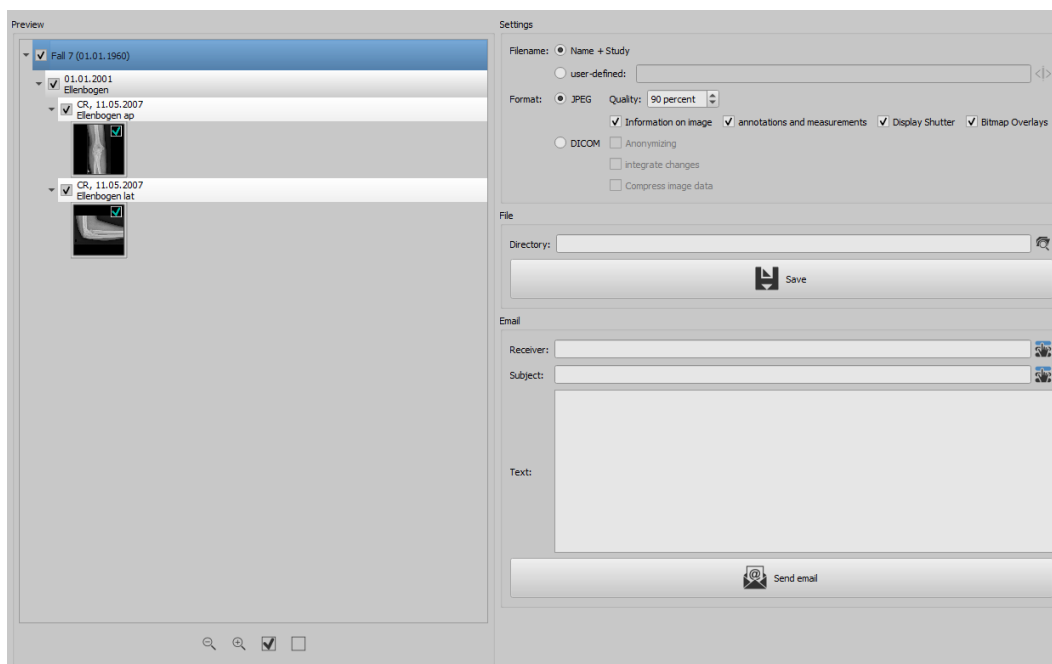 Preview
Fall 7 (01.01.1960)
01.01.2001
Ellenbogen
CR, 11.05.2007
Ellenbogen ap
CR, 11.05.2007
Ellenbogen lat
Settings
Filename: Name + Study
user-defined:
Format: JPEG Quality: 90 percent
Information on image annotations and measurements Display Shutter Bitmap Overlays
DICOM Anonymizing
integrate changes
Compress image data
File
Directory:
Save
Email
Receiver:
Subject:
Text:
Send email